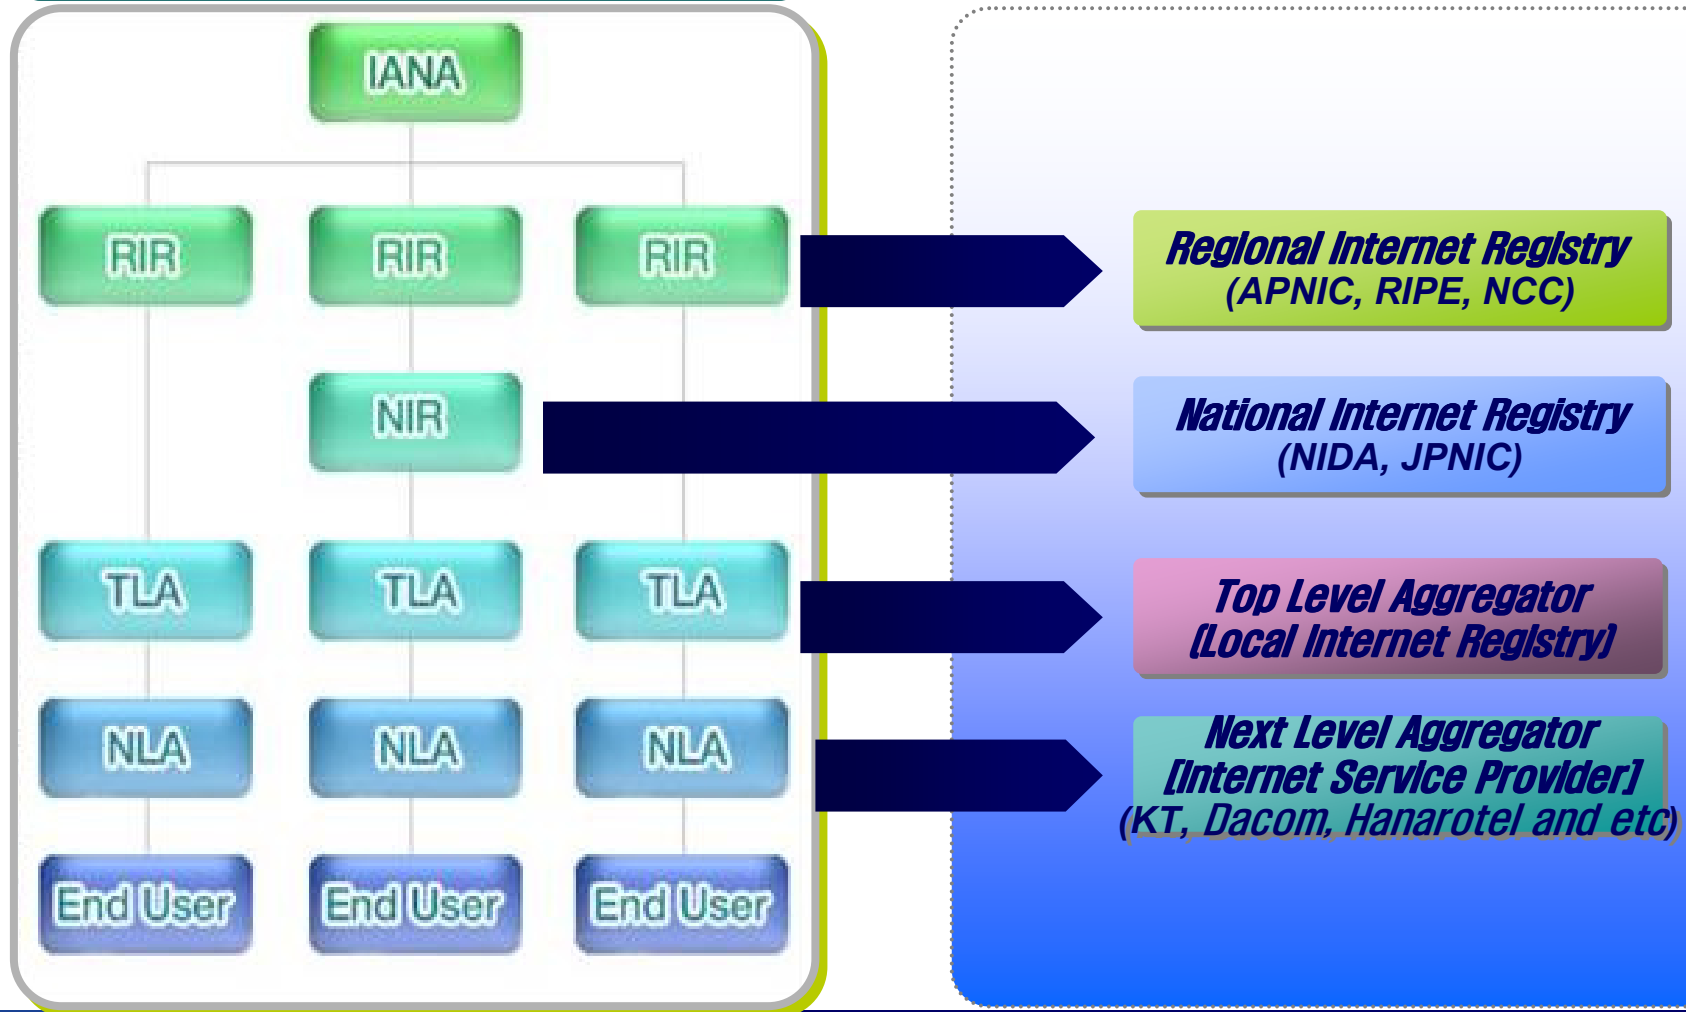 IANA
RIR RIR RIR
NIR
TLA TLA TLA
NLA NLA NLA
End User End User End User
Regional Internet Registry
(APNIC, RIPE, NCC)
National Internet Registry
(NIDA, JPNIC)
Top Level Aggregator
(Local Internet Registry)
Next Level Aggregator
[Internet Service Provider]
(KT, Dacom, Hanarotel and etc)